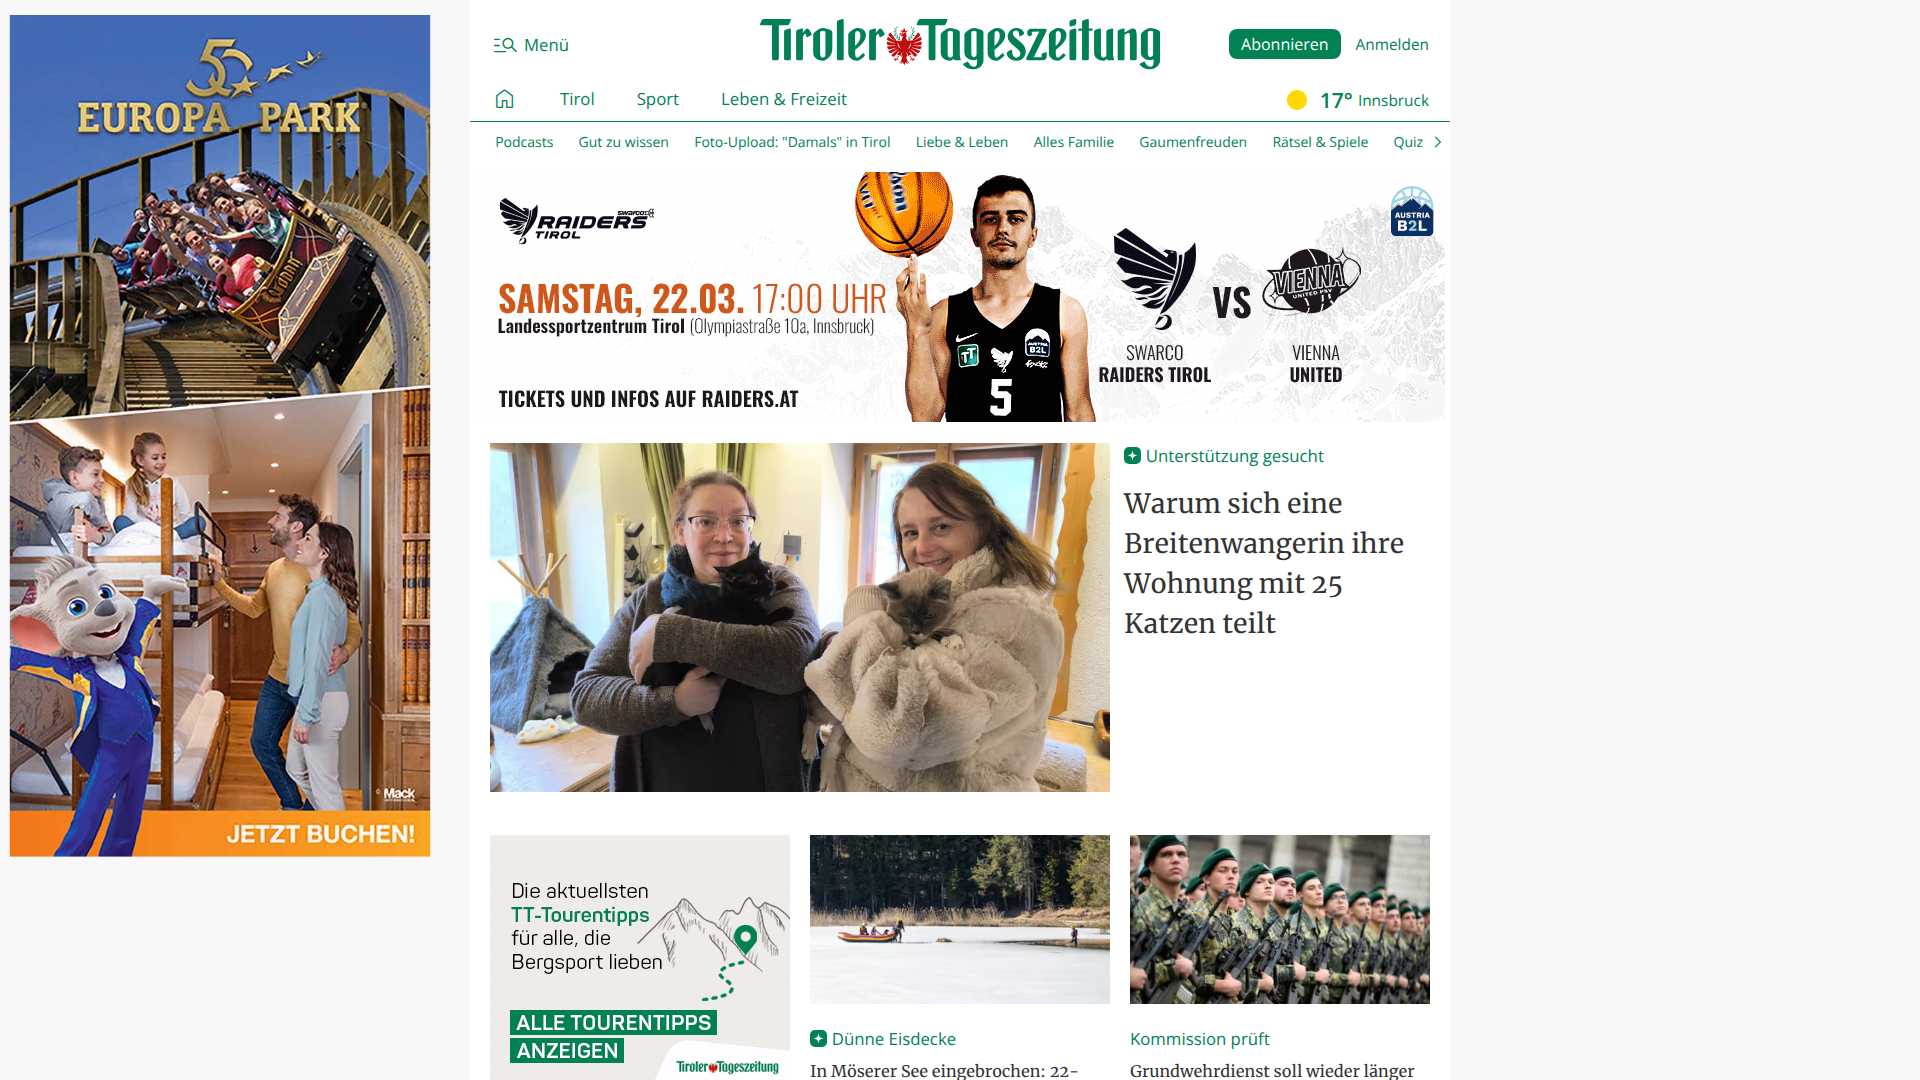 50
EUROPA PARK
WODAN
© Mack
JETZT BUCHEN!
Menü
Tiroler Tageszeitung
Abonnieren
Anmelden
Tirol
Sport
Leben & Freizeit
17° Innsbruck
Podcasts
Gut zu wissen
Foto-Upload: "Damals" in Tirol
Liebe & Leben
Alles Familie
Gaumenfreuden
Rätsel & Spiele
Quiz
SWARCO
RAIDERS
TIROL
SAMSTAG, 22.03. 17:00 UHR
Landessportzentrum Tirol (Olympiastraße 10a, Innsbruck)
TICKETS UND INFOS AUF RAIDERS.AT
TT
AUSTRIA
B2L
5
VS
VIENNA
UNITED PSV
SWARCO
RAIDERS TIROL
VIENNA
UNITED
AUSTRIA
B2L
Unterstützung gesucht
Warum sich eine
Breitenwangerin ihre
Wohnung mit 25
Katzen teilt
Die aktuellsten
TT-Tourentipps
für alle, die
Bergsport lieben
ALLE TOURENTIPPS
ANZEIGEN
Tiroler Tageszeitung
Dünne Eisdecke
In Möserer See eingebrochen: 22-
Kommission prüft
Grundwehrdienst soll wieder länger